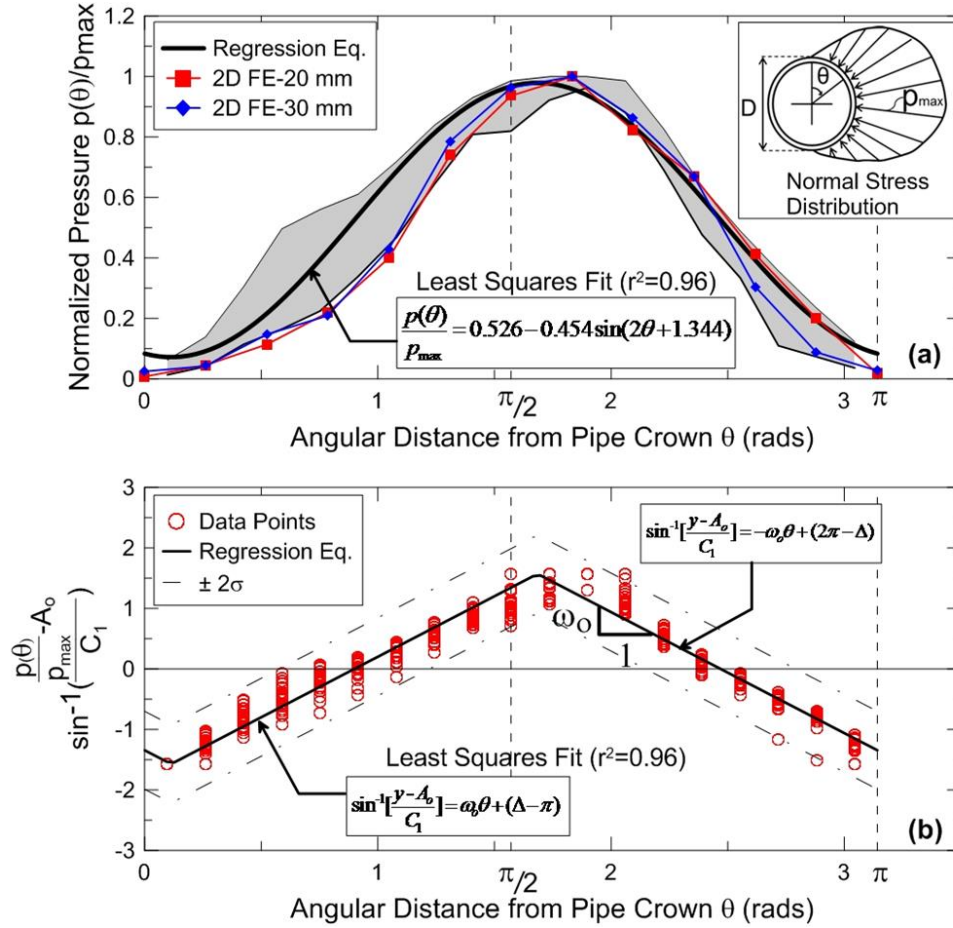 1.2
1
0.8
0.6
0.4
0.2
0
Normalized Pressure p(θ)/pmax
Regression Eq.
2D FE-20 mm
2D FE-30 mm
D
θ
pmax
Normal Stress
Distribution
Least Squares Fit (r²=0.96)
p(θ)/pmax = 0.526 − 0.454 sin(2θ + 1.344)
(a)
0 1 π/2 2 3 π
Angular Distance from Pipe Crown θ (rads)
3
2
1
0
-1
-2
-3
sin⁻¹((p(θ)/pmax - Ao)/C1)
Data Points
Regression Eq.
± 2σ
sin⁻¹[(y − Ao)/C1] = −ωoθ + (2π − Δ)
ωo
1
Least Squares Fit (r²=0.96)
sin⁻¹[(y − Ao)/C1] = ωoθ + (Δ − π)
(b)
0 1 π/2 2 3 π
Angular Distance from Pipe Crown θ (rads)